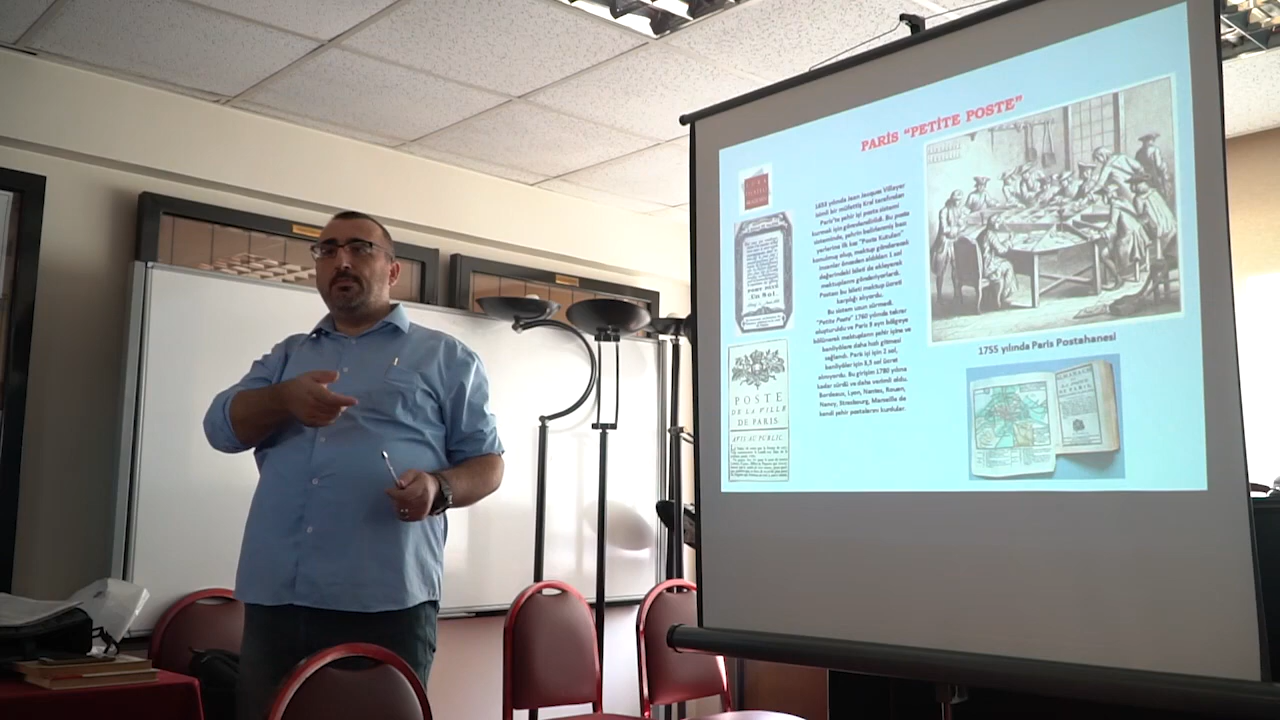 PARİS “PETİTE POSTE”
1653 yılında Jean Jacques Villayer
isimli bir müfettiş Kral tarafından
Paris'te şehir içi posta sistemi
kurmak için görevlendirildi. Bu posta
sisteminde, şehrin belirlenmiş bazı
yerlerine ilk kez "Posta Kutuları"
konulmuş olup, mektup gönderecek
insanlar önceden aldıkları 1 sol
değerindeki bileti de ekleyerek
mektuplarını gönderiyorlardı.
Postacı bu bileti mektup ücreti
karşılığı alıyordu.
Bu sistem uzun sürmedi.
"Petite Poste" 1760 yılında tekrar
oluşturuldu ve Paris 9 ayrı bölgeye
bölünerek mektupların şehir içine ve
banliyölere daha hızlı gitmesi
sağlandı. Paris içi için 2 sol,
banliyöler için 3,5 sol ücret
alınıyordu. Bu girişim 1780 yılına
kadar sürdü ve daha verimli oldu.
Bordeaux, Lyon, Nantes, Rouen,
Nancy, Strasbourg, Marseille de
kendi şehir postalarını kurdular.
1755 yılında Paris Postahanesi
POSTE
DE LA VILLE
DE PARIS
AVIS AU PUBLIC.
ALMANACH
DE PARIS